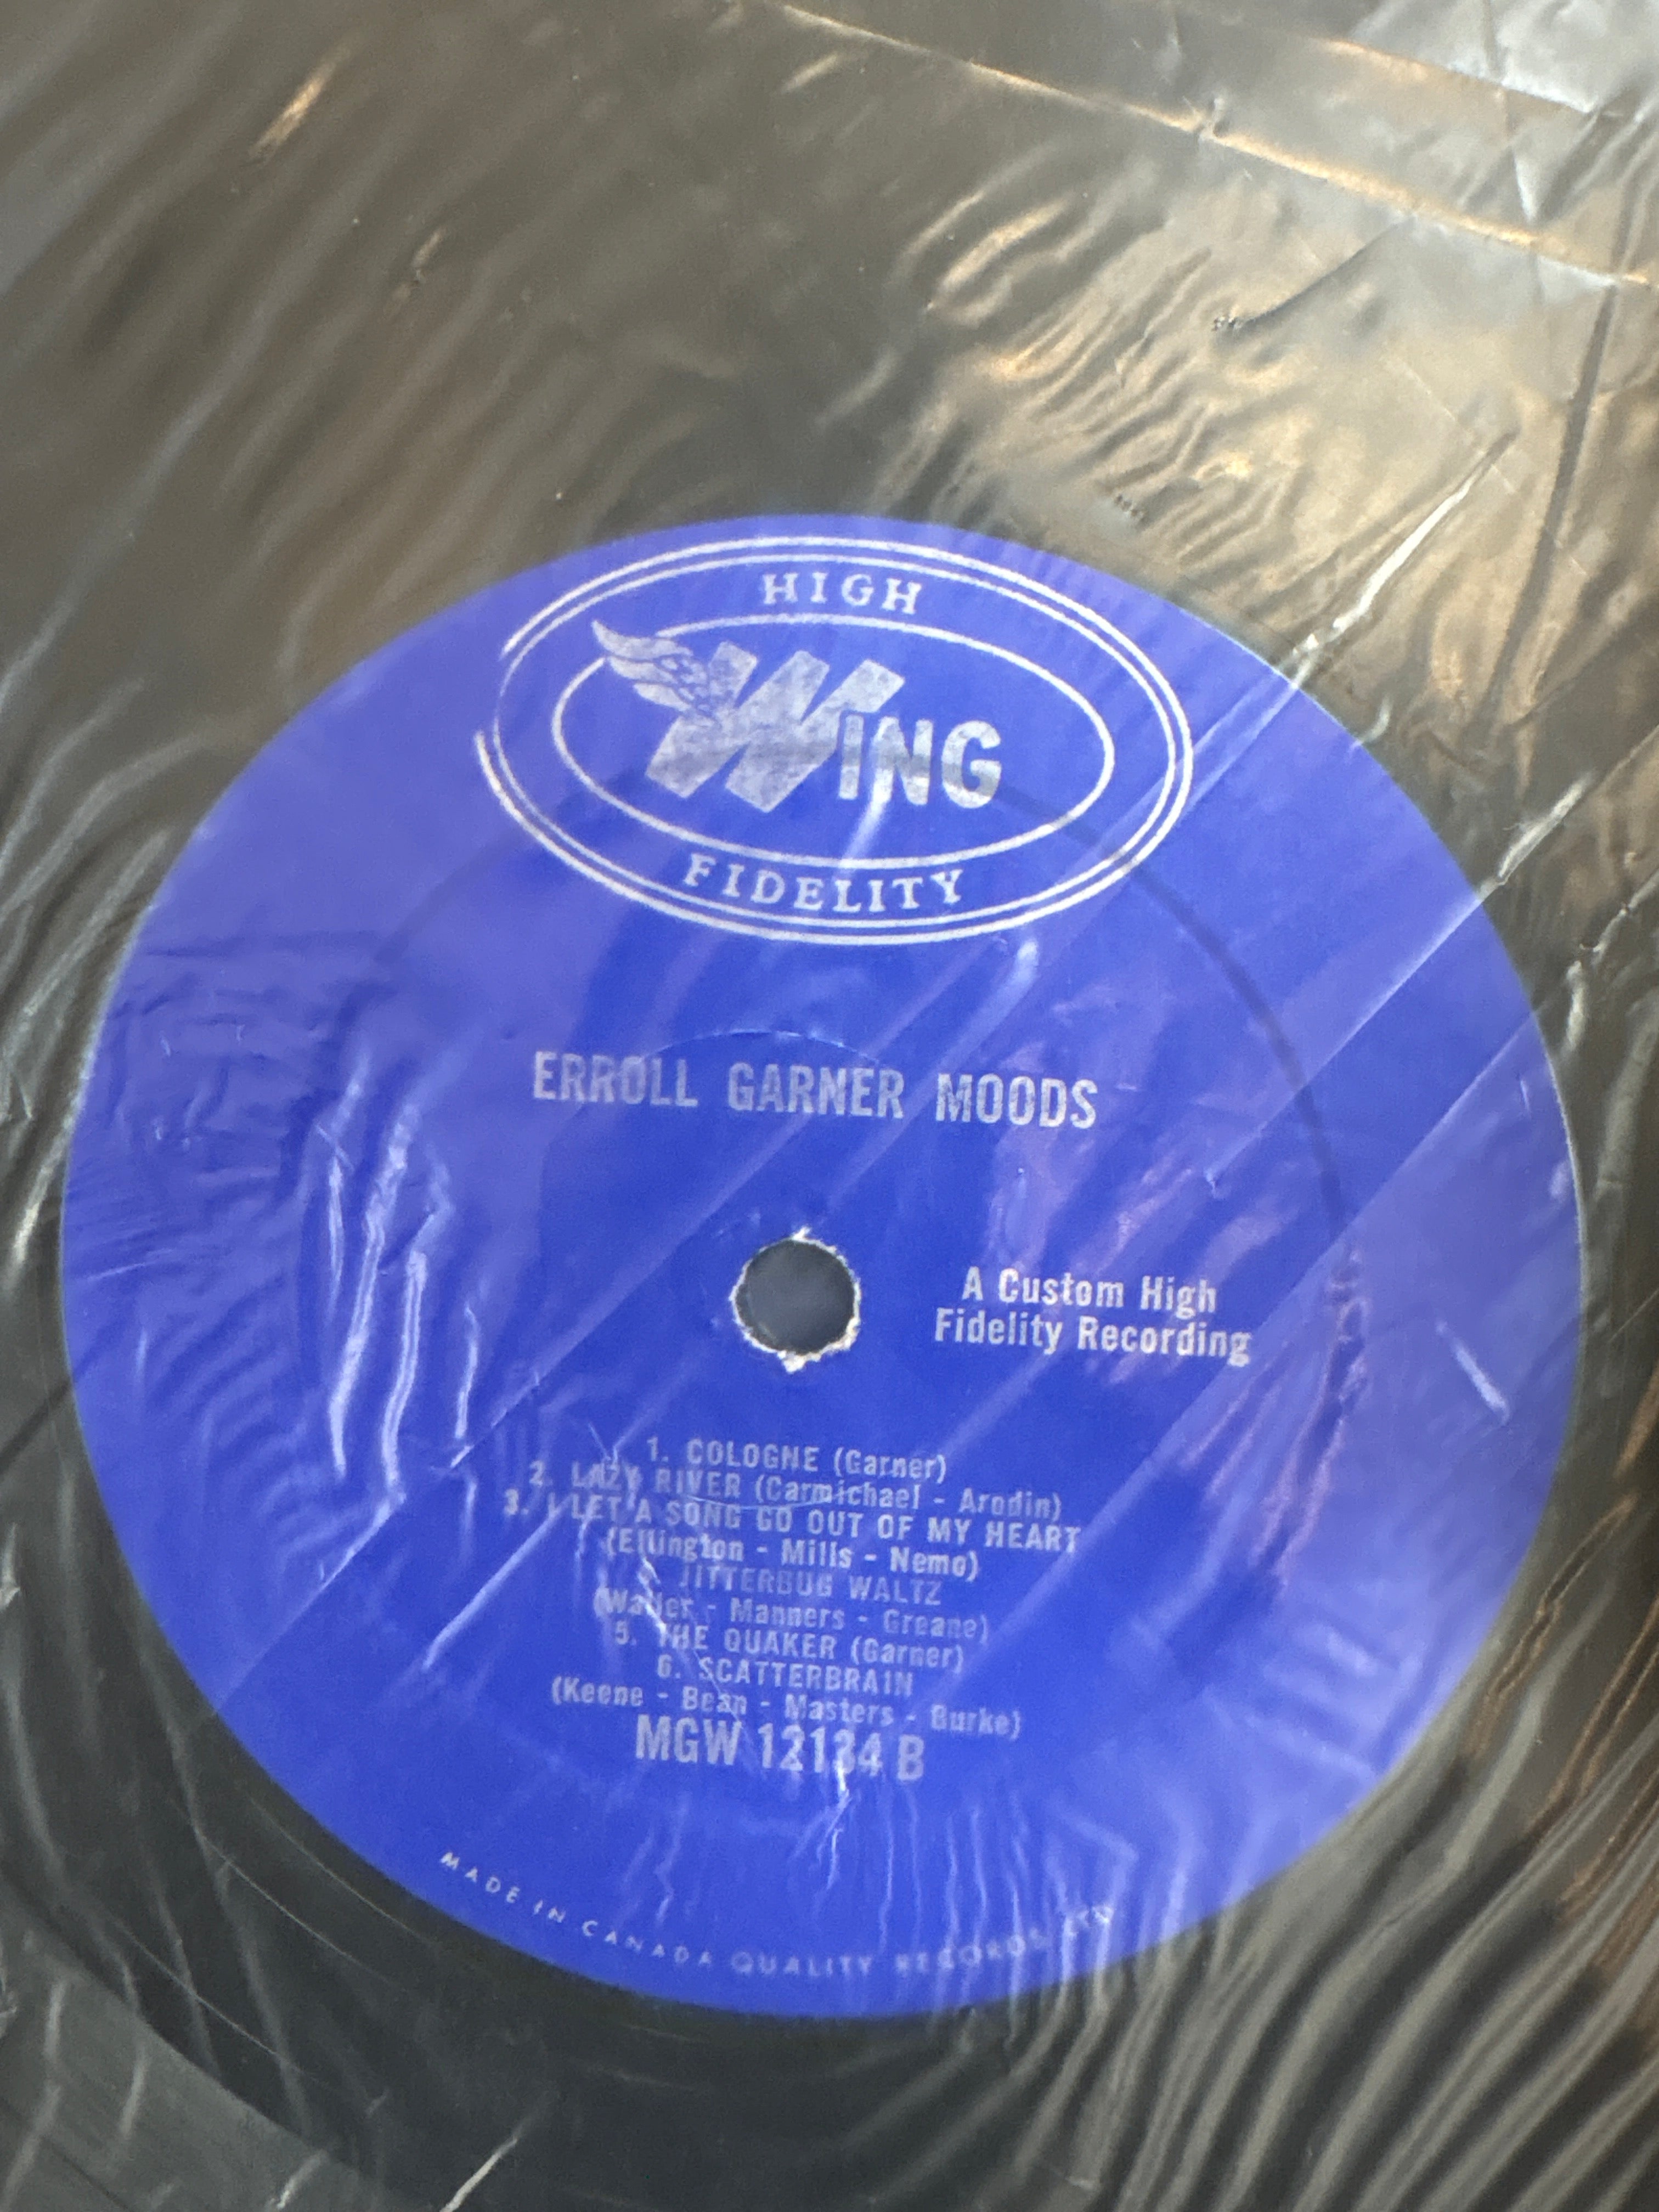 HIGH
WING
FIDELITY
ERROLL GARNER MOODS
A Custom High
Fidelity Recording
1. COLOGNE (Garner)
2. LAZY RIVER (Carmichael - Arodin)
3. I LET A SONG GO OUT OF MY HEART
(Ellington - Mills - Nemo)
JITTERBUG WALTZ
(Waller - Manners - Greane)
5. THE QUAKER (Garner)
6. SCATTERBRAIN
(Keene - Bean - Masters - Burke)
MGW 12134 B
MADE IN CANADA QUALITY RECORDS LTD